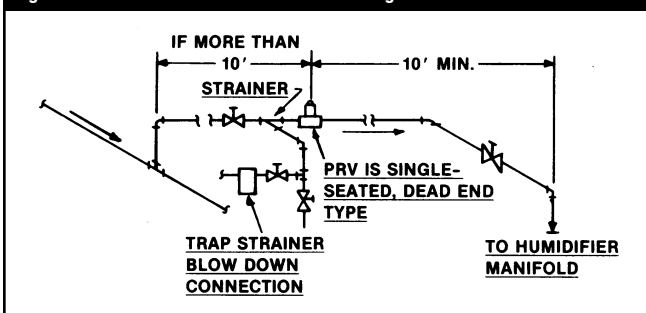 IF MORE THAN
10'
10' MIN.
STRAINER
PRV IS SINGLE-
SEATED, DEAD END
TYPE
TRAP STRAINER
BLOW DOWN
CONNECTION
TO HUMIDIFIER
MANIFOLD